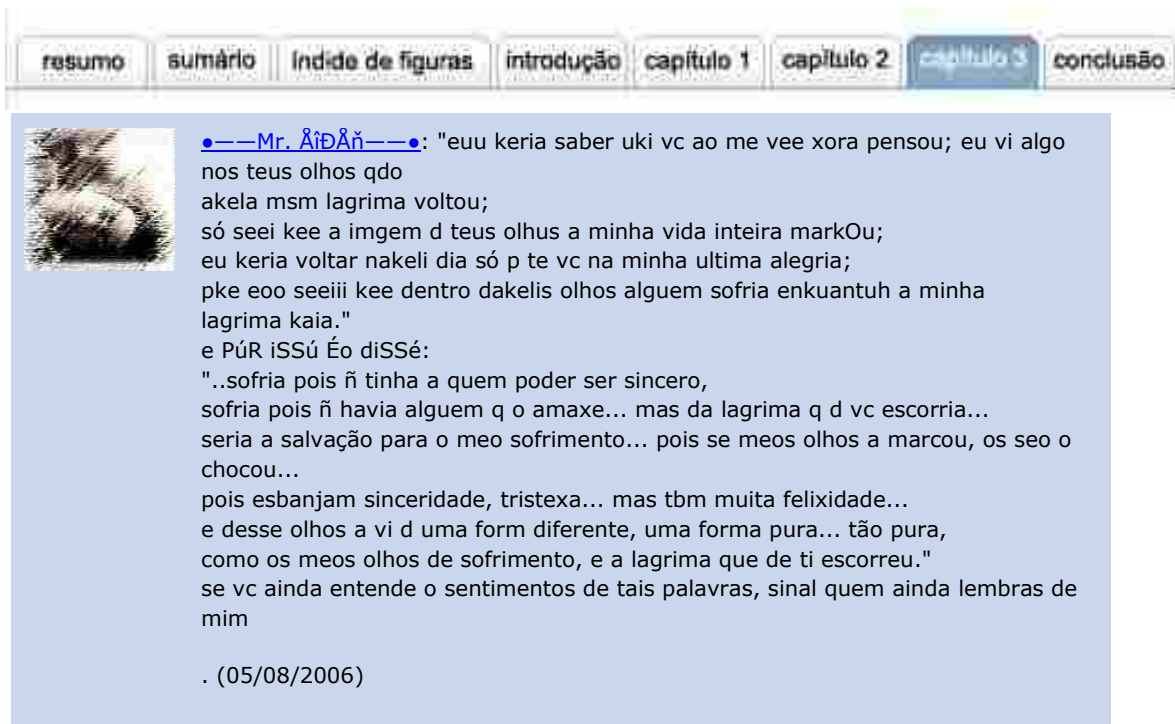 resumo sumário índide de figuras introdução capítulo 1 capítulo 2 capítulo 3 conclusão
●——Mr. ÅîÐÅň——●: "euu keria saber uki vc ao me vee xora pensou; eu vi algo
nos teus olhos qdo
akela msm lagrima voltou;
só seei kee a imgem d teus olhus a minha vida inteira markOu;
eu keria voltar nakeli dia só p te vc na minha ultima alegria;
pke eoo seeiii kee dentro dakelis olhos alguem sofria enkuantuh a minha
lagrima kaia."
e PúR iSSú Éo diSSé:
"..sofria pois ñ tinha a quem poder ser sincero,
sofria pois ñ havia alguem q o amaxe... mas da lagrima q d vc escorria...
seria a salvação para o meo sofrimento... pois se meos olhos a marcou, os seo o
chocou...
pois esbanjam sinceridade, tristexa... mas tbm muita felixidade...
e desse olhos a vi d uma form diferente, uma forma pura... tão pura,
como os meos olhos de sofrimento, e a lagrima que de ti escorreu."
se vc ainda entende o sentimentos de tais palavras, sinal quem ainda lembras de
mim
. (05/08/2006)